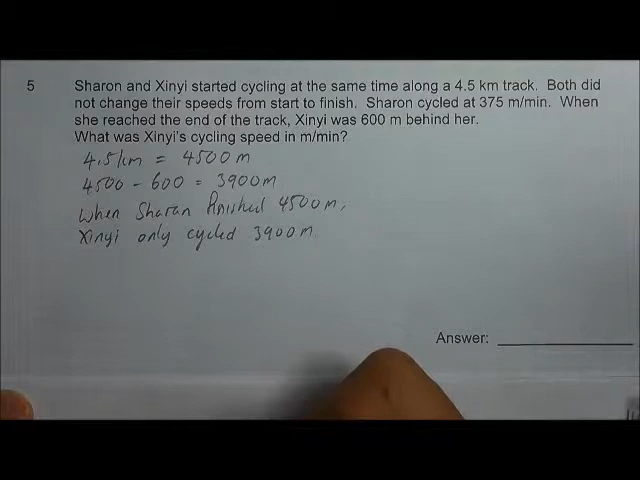 5 Sharon and Xinyi started cycling at the same time along a 4.5 km track. Both did
not change their speeds from start to finish. Sharon cycled at 375 m/min. When
she reached the end of the track, Xinyi was 600 m behind her.
What was Xinyi's cycling speed in m/min?
4.5 km = 4500 m
4500 - 600 = 3900 m
When Sharan finished 4500 m,
Xinyi only cycled 3900 m
Answer: